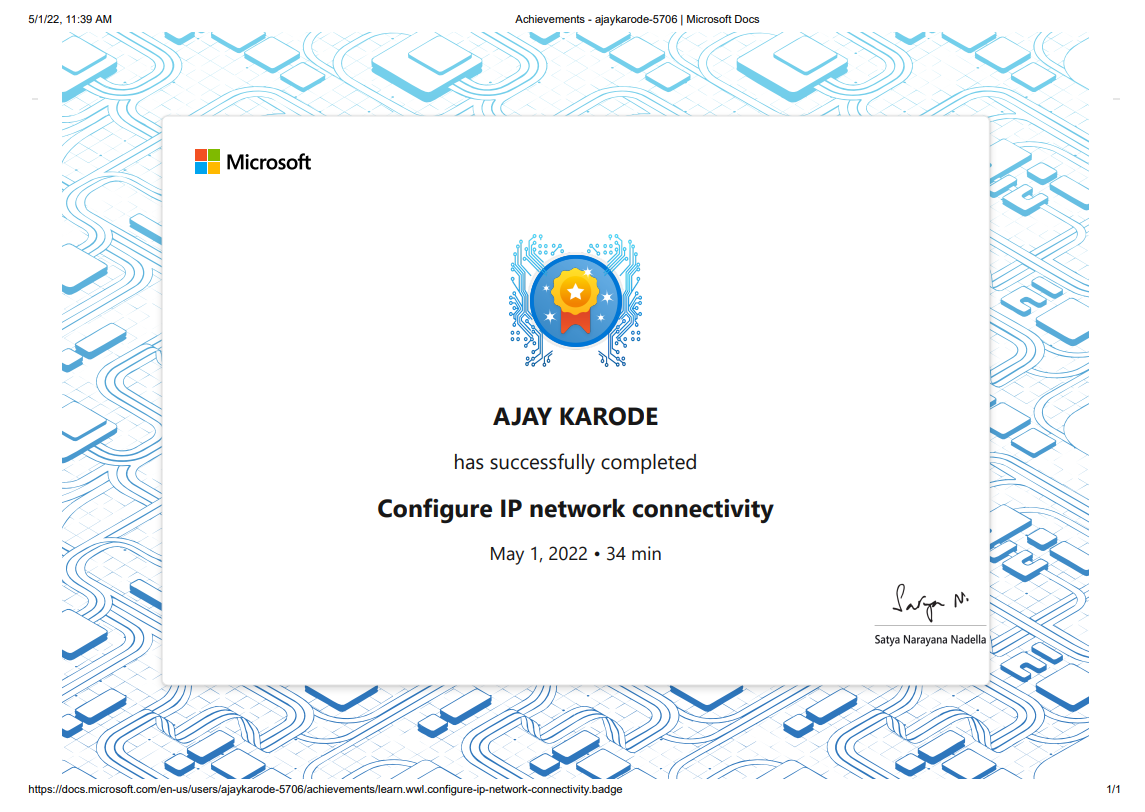 5/1/22, 11:39 AM
Achievements - ajaykarode-5706 | Microsoft Docs
Microsoft
AJAY KARODE
has successfully completed
Configure IP network connectivity
May 1, 2022 • 34 min
Satya N.
Satya Narayana Nadella
https://docs.microsoft.com/en-us/users/ajaykarode-5706/achievements/learn.wwl.configure-ip-network-connectivity.badge
1/1